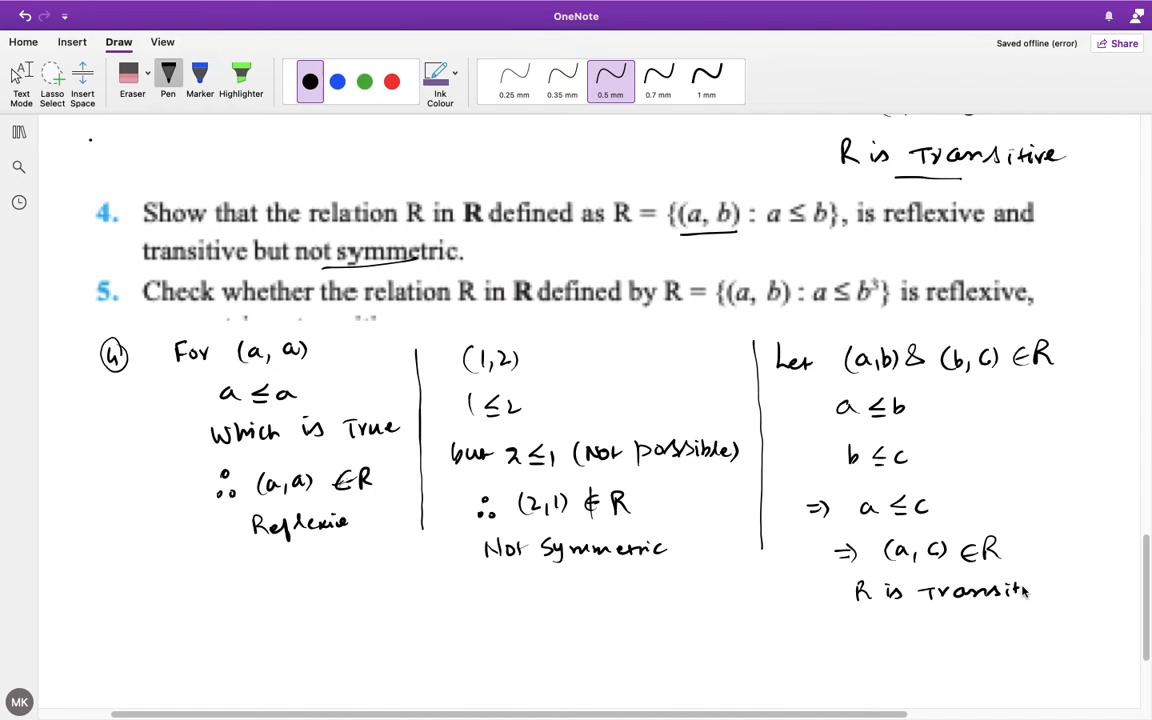 OneNote
Home Insert Draw View
Saved offline (error)
Share
Text Mode
Lasso Select
Insert Space
Eraser
Pen
Marker
Highlighter
Ink Colour
0.25 mm
0.35 mm
0.5 mm
0.7 mm
1 mm
R is Transitive
4. Show that the relation R in R defined as R = {(a, b) : a ≤ b}, is reflexive and
transitive but not symmetric.
5. Check whether the relation R in R defined by R = {(a, b) : a ≤ b³} is reflexive,
4
For (a, a)
a ≤ a
which is True
∴ (a,a) ∈ R
Reflexive
(1,2)
1 ≤ 2
but 2 ≤ 1 (Not possible)
∴ (2,1) ∉ R
Not Symmetric
Let (a,b) & (b,c) ∈ R
a ≤ b
b ≤ c
⇒ a ≤ c
⇒ (a, c) ∈ R
R is Transit
MK